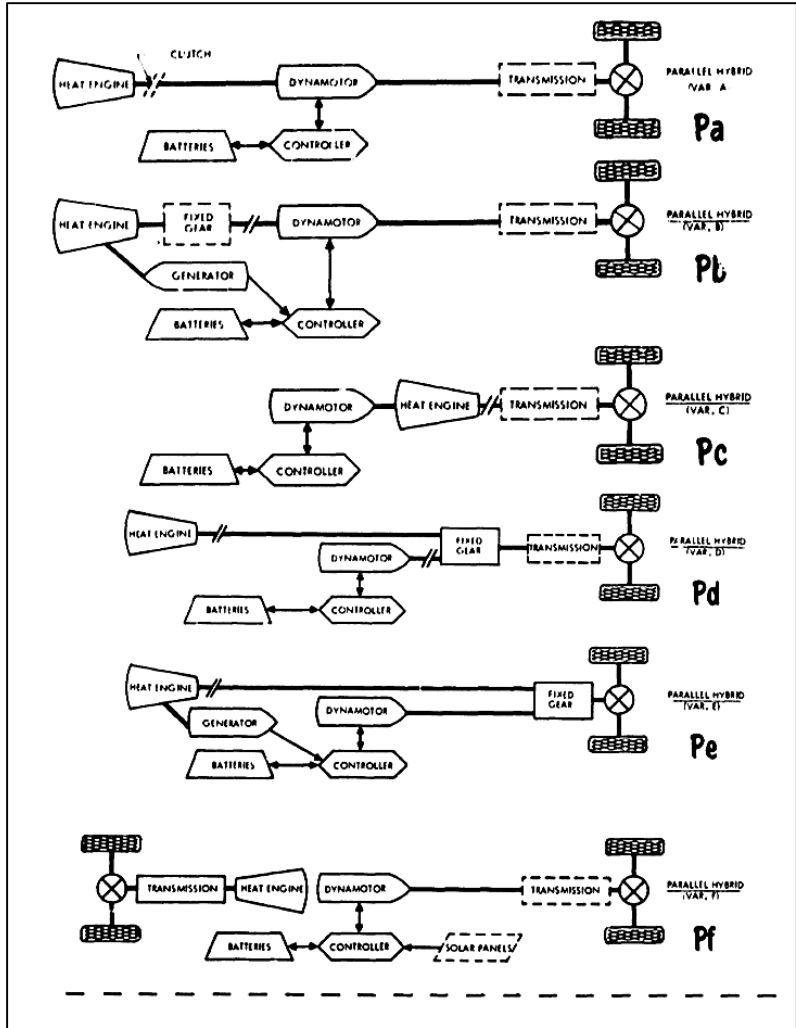 CLUTCH
HEAT ENGINE
DYNAMOTOR
TRANSMISSION
PARALLEL HYBRID
(VAR. A)
Pa
BATTERIES
CONTROLLER
HEAT ENGINE
FIXED
GEAR
DYNAMOTOR
TRANSMISSION
PARALLEL HYBRID
(VAR, B)
Pb
GENERATOR
BATTERIES
CONTROLLER
DYNAMOTOR
HEAT ENGINE
TRANSMISSION
PARALLEL HYBRID
(VAR, C)
Pc
BATTERIES
CONTROLLER
HEAT ENGINE
FIXED
GEAR
TRANSMISSION
PARALLEL HYBRID
(VAR, D)
Pd
DYNAMOTOR
BATTERIES
CONTROLLER
HEAT ENGINE
FIXED
GEAR
PARALLEL HYBRID
(VAR, E)
Pe
GENERATOR
DYNAMOTOR
BATTERIES
CONTROLLER
TRANSMISSION
HEAT ENGINE
DYNAMOTOR
TRANSMISSION
PARALLEL HYBRID
(VAR, F)
Pf
BATTERIES
CONTROLLER
SOLAR PANELS